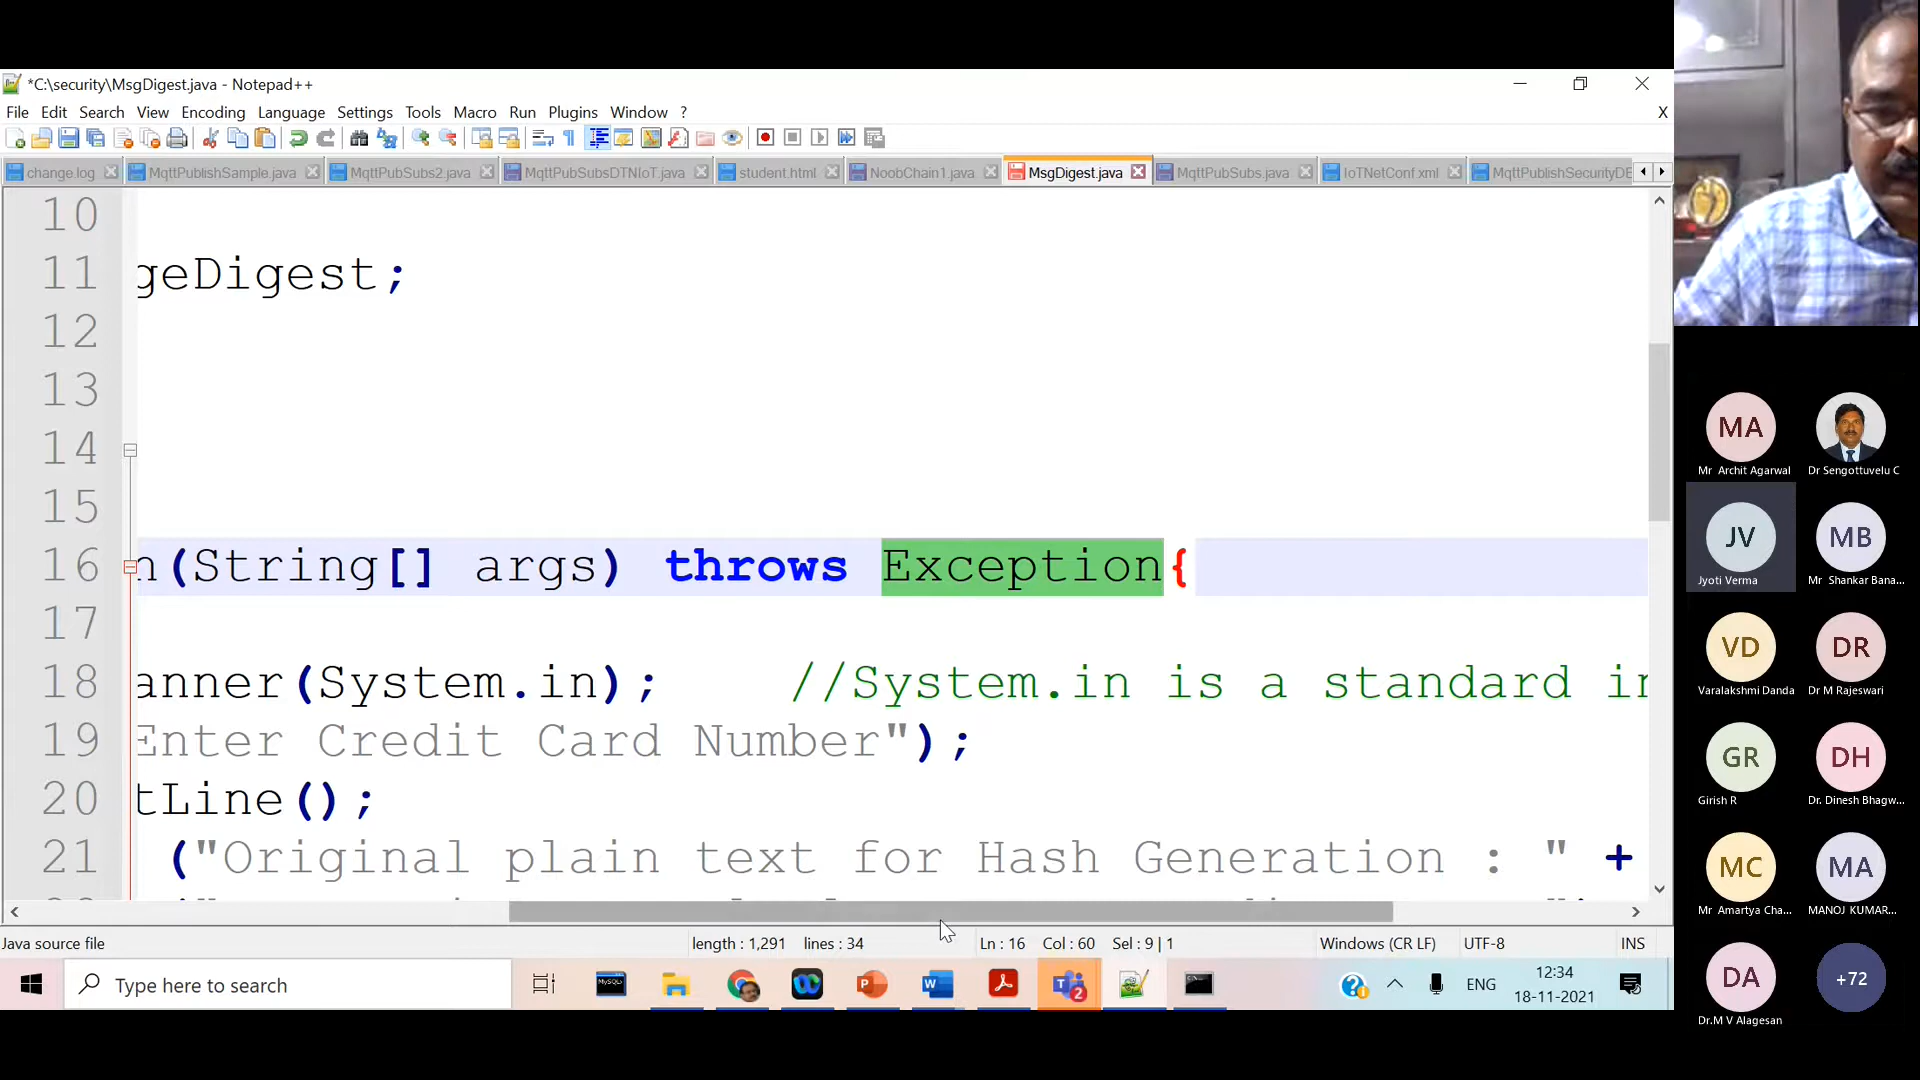 *C:\security\MsgDigest.java - Notepad++
File Edit Search View Encoding Language Settings Tools Macro Run Plugins Window ? X
change.log MqttPublishSample.java MqttPubSubs2.java MqttPubSubsDTNIoT.java student.html NoobChain1.java MsgDigest.java MqttPubSubs.java IoTNetConf.xml MqttPublishSecurityDE
10
11 geDigest;
12
13
14
15
16 n(String[] args) throws Exception{
17
18 anner(System.in); //System.in is a standard in
19 Enter Credit Card Number");
20 tLine();
21 ("Original plain text for Hash Generation : " +
Java source file length : 1,291 lines : 34 Ln : 16 Col : 60 Sel : 9 | 1 Windows (CR LF) UTF-8 INS
Type here to search
MySQL
2
ENG
12:34
18-11-2021
MA
Mr Archit Agarwal
Dr Sengottuvelu C
JV
Jyoti Verma
MB
Mr Shankar Bana...
VD
Varalakshmi Danda
DR
Dr M Rajeswari
GR
Girish R
DH
Dr. Dinesh Bhagw...
MC
Mr Amartya Cha...
MA
MANOJ KUMAR...
DA
Dr.M V Alagesan
+72